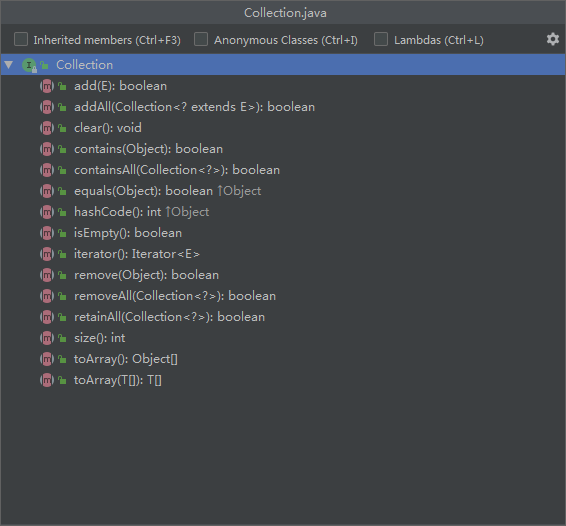 Collection.java
Inherited members (Ctrl+F3) Anonymous Classes (Ctrl+I) Lambdas (Ctrl+L)
I Collection
m add(E): boolean
m addAll(Collection<? extends E>): boolean
m clear(): void
m contains(Object): boolean
m containsAll(Collection<?>): boolean
m equals(Object): boolean ↑Object
m hashCode(): int ↑Object
m isEmpty(): boolean
m iterator(): Iterator<E>
m remove(Object): boolean
m removeAll(Collection<?>): boolean
m retainAll(Collection<?>): boolean
m size(): int
m toArray(): Object[]
m toArray(T[]): T[]